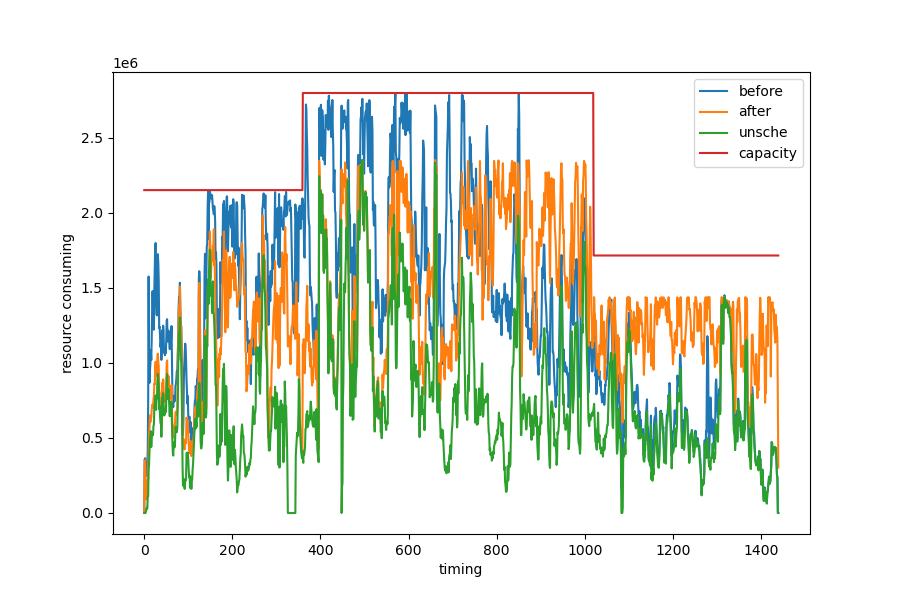 1e6
before
after
unsche
capacity
2.5
2.0
1.5
1.0
0.5
0.0
resource consuming
0 200 400 600 800 1000 1200 1400
timing